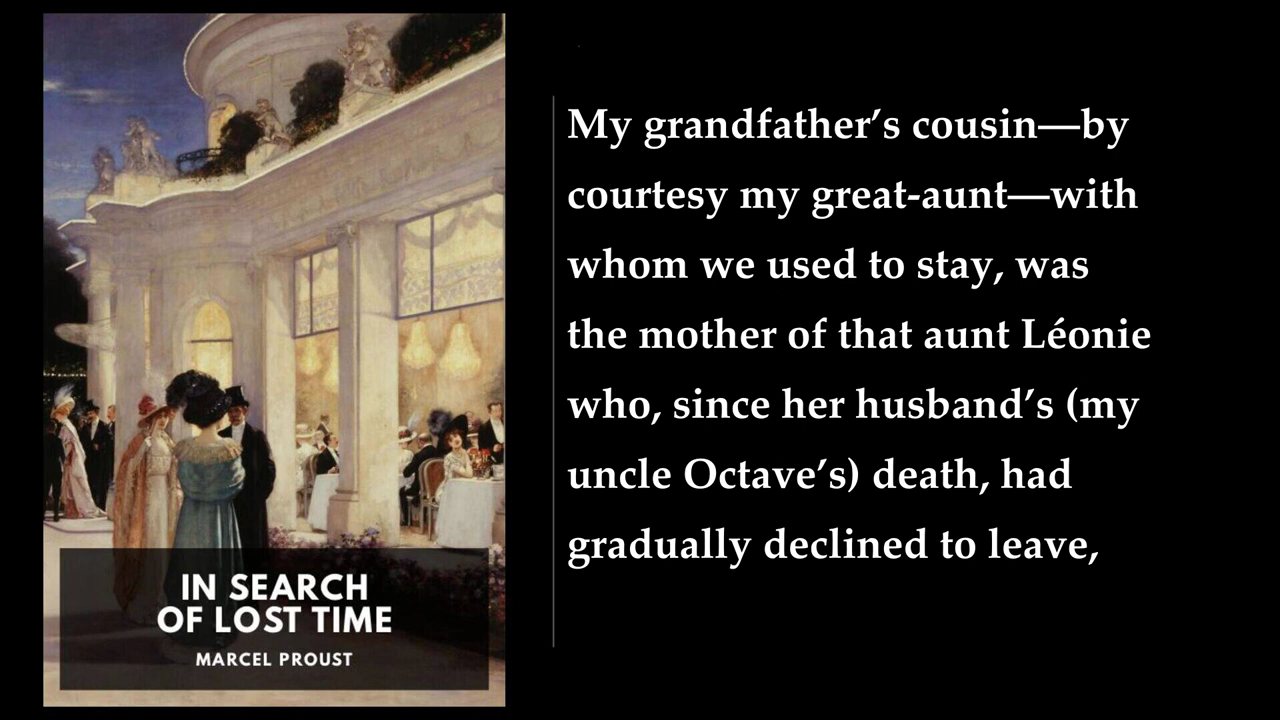 IN SEARCH
OF LOST TIME
MARCEL PROUST
My grandfather’s cousin—by
courtesy my great-aunt—with
whom we used to stay, was
the mother of that aunt Léonie
who, since her husband’s (my
uncle Octave’s) death, had
gradually declined to leave,